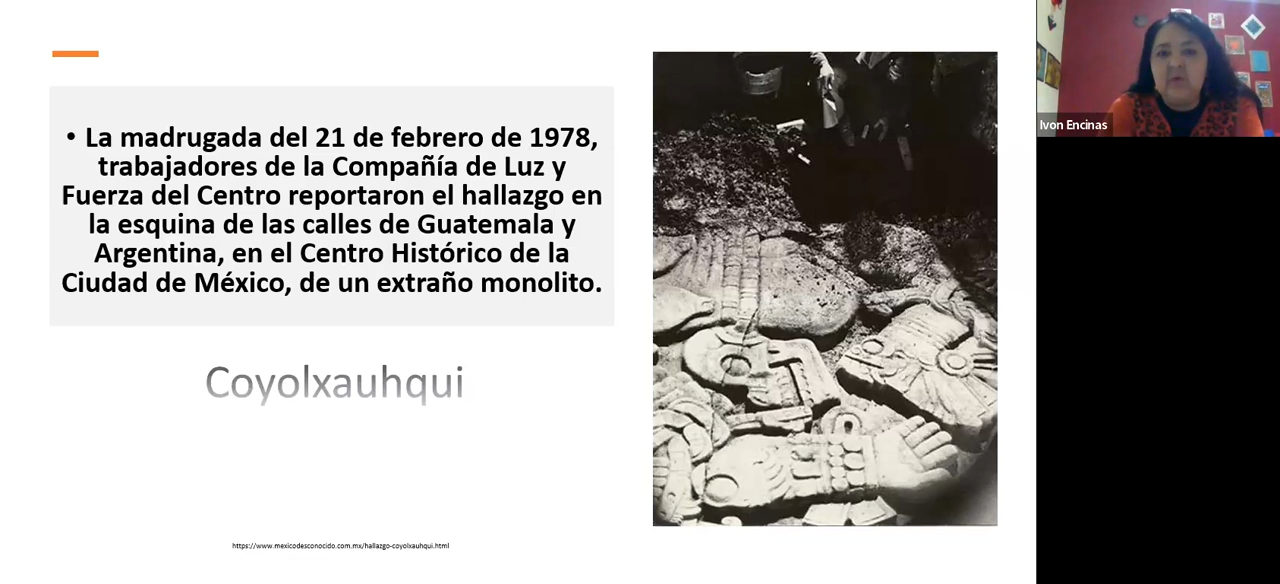 • La madrugada del 21 de febrero de 1978,
trabajadores de la Compañía de Luz y
Fuerza del Centro reportaron el hallazgo en
la esquina de las calles de Guatemala y
Argentina, en el Centro Histórico de la
Ciudad de México, de un extraño monolito.
Coyolxauhqui
https://www.mexicodesconocido.com.mx/hallazgo-coyolxauhqui.html
Ivon Encinas